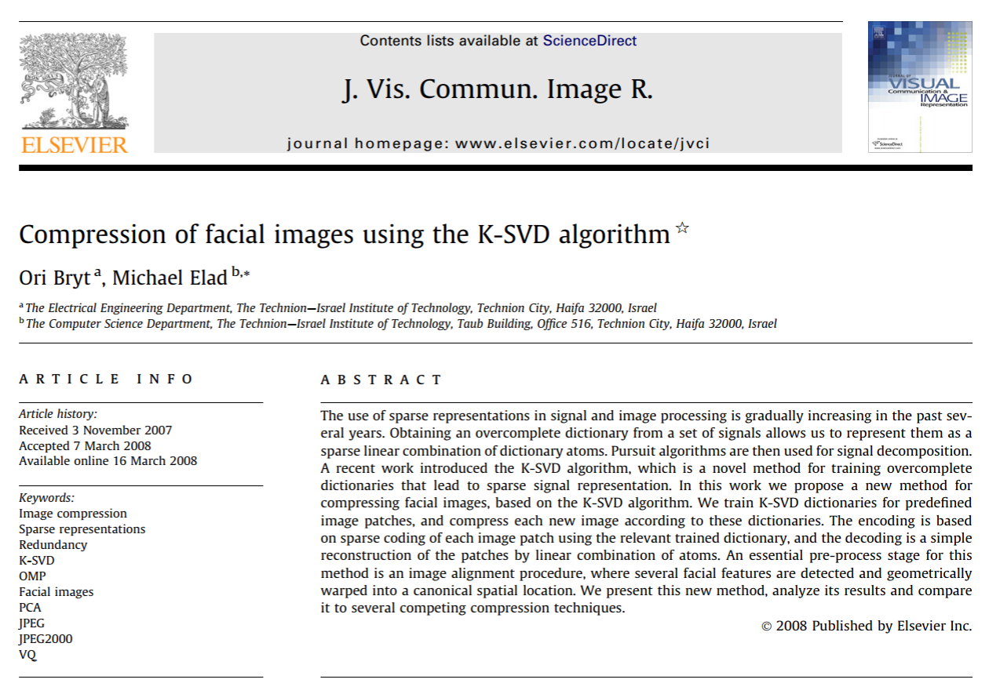 Contents lists available at ScienceDirect
J. Vis. Commun. Image R.
journal homepage: www.elsevier.com/locate/jvci
ELSEVIER
JOURNAL OF
VISUAL
Communication &
IMAGE
Representation
ScienceDirect
Compression of facial images using the K-SVD algorithm ☆
Ori Bryt a, Michael Elad b,*
a The Electrical Engineering Department, The Technion—Israel Institute of Technology, Technion City, Haifa 32000, Israel
b The Computer Science Department, The Technion—Israel Institute of Technology, Taub Building, Office 516, Technion City, Haifa 32000, Israel
ARTICLE INFO
Article history:
Received 3 November 2007
Accepted 7 March 2008
Available online 16 March 2008
Keywords:
Image compression
Sparse representations
Redundancy
K-SVD
OMP
Facial images
PCA
JPEG
JPEG2000
VQ
ABSTRACT
The use of sparse representations in signal and image processing is gradually increasing in the past sev-
eral years. Obtaining an overcomplete dictionary from a set of signals allows us to represent them as a
sparse linear combination of dictionary atoms. Pursuit algorithms are then used for signal decomposition.
A recent work introduced the K-SVD algorithm, which is a novel method for training overcomplete
dictionaries that lead to sparse signal representation. In this work we propose a new method for
compressing facial images, based on the K-SVD algorithm. We train K-SVD dictionaries for predefined
image patches, and compress each new image according to these dictionaries. The encoding is based
on sparse coding of each image patch using the relevant trained dictionary, and the decoding is a simple
reconstruction of the patches by linear combination of atoms. An essential pre-process stage for this
method is an image alignment procedure, where several facial features are detected and geometrically
warped into a canonical spatial location. We present this new method, analyze its results and compare
it to several competing compression techniques.
© 2008 Published by Elsevier Inc.